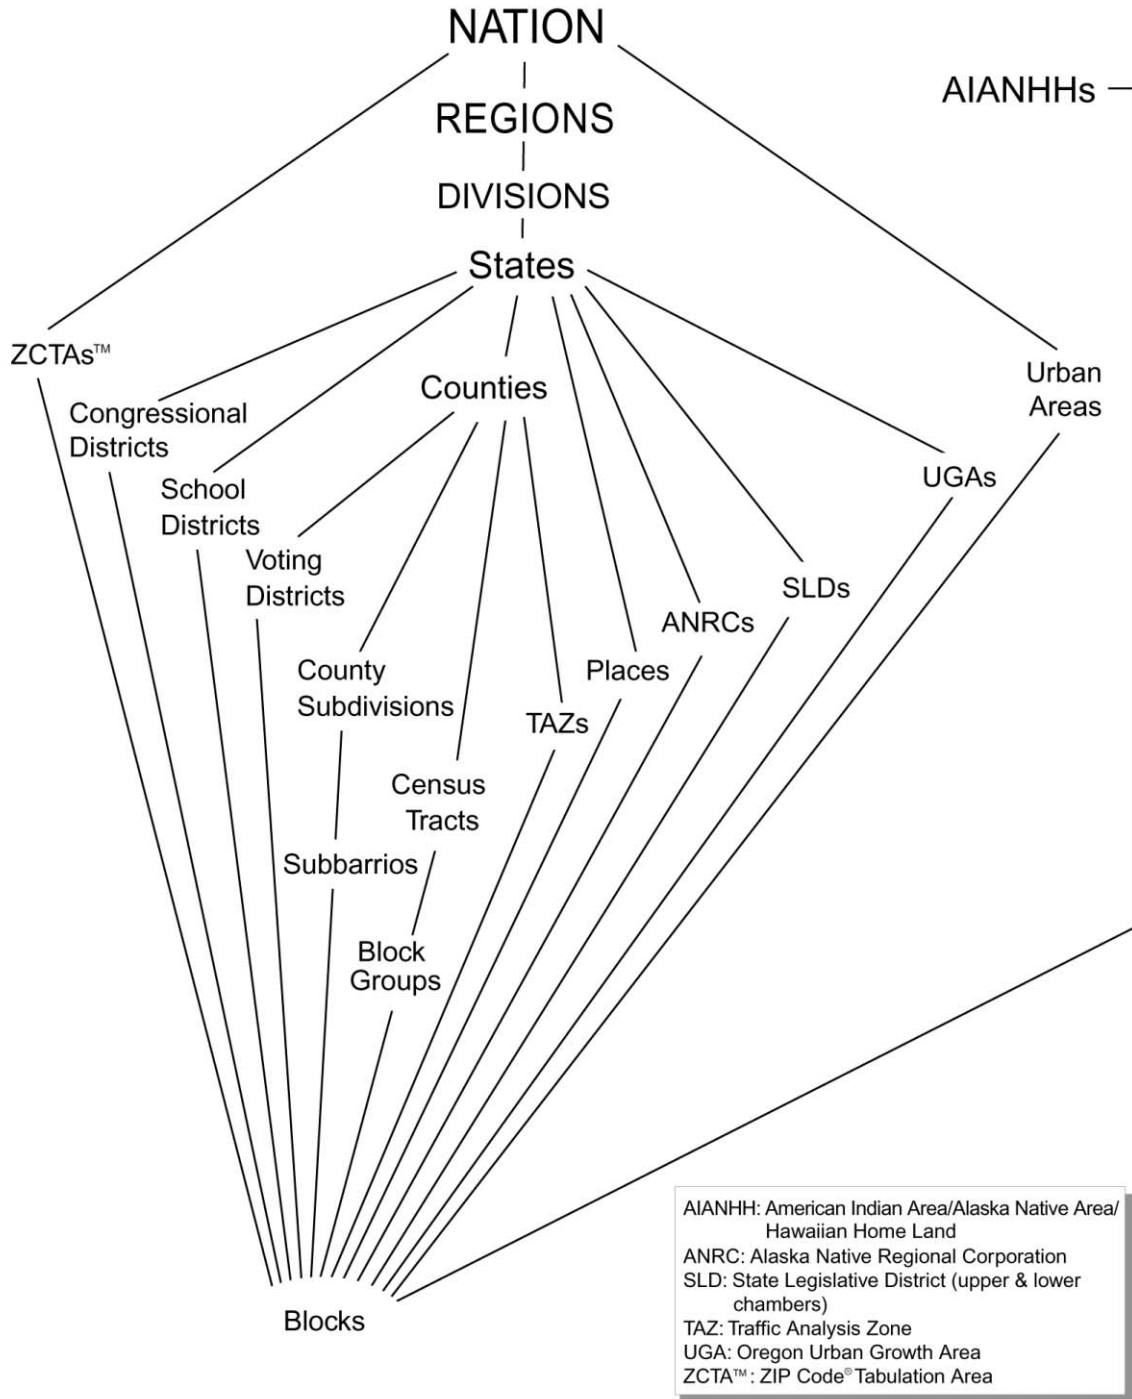 NATION
AIANHHs
REGIONS
DIVISIONS
States
ZCTAs™
Counties
Urban
Areas
Congressional
Districts
School
Districts
UGAs
Voting
Districts
SLDs
ANRCs
County
Subdivisions
Places
TAZs
Census
Tracts
Subbarrios
Block
Groups
Blocks
AIANHH: American Indian Area/Alaska Native Area/
Hawaiian Home Land
ANRC: Alaska Native Regional Corporation
SLD: State Legislative District (upper & lower
chambers)
TAZ: Traffic Analysis Zone
UGA: Oregon Urban Growth Area
ZCTA™: ZIP Code® Tabulation Area